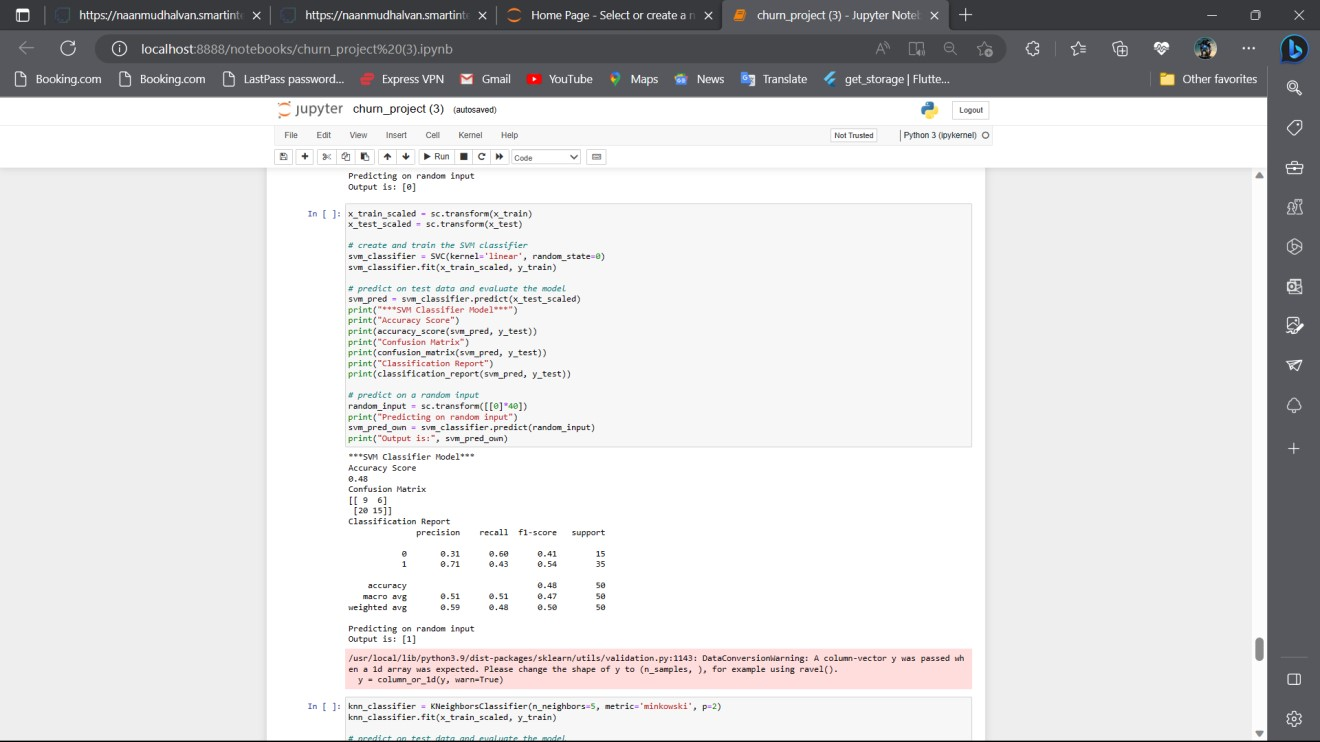 https://naanmudhalvan.smartinte
https://naanmudhalvan.smartinte
Home Page - Select or create a n
churn_project (3) - Jupyter Noteb
localhost:8888/notebooks/churn_project%20(3).ipynb
Booking.com
Booking.com
LastPass password...
Express VPN
Gmail
YouTube
Maps
News
Translate
get_storage | Flutte...
Other favorites
jupyter churn_project (3) (autosaved)
Logout
File Edit View Insert Cell Kernel Help
Not Trusted
Python 3 (ipykernel)
Run
Code
Predicting on random input
Output is: [0]
In [ ]: x_train_scaled = sc.transform(x_train)
x_test_scaled = sc.transform(x_test)
# create and train the SVM classifier
svm_classifier = SVC(kernel='linear', random_state=0)
svm_classifier.fit(x_train_scaled, y_train)
# predict on test data and evaluate the model
svm_pred = svm_classifier.predict(x_test_scaled)
print("***SVM Classifier Model***")
print("Accuracy Score")
print(accuracy_score(svm_pred, y_test))
print("Confusion Matrix")
print(confusion_matrix(svm_pred, y_test))
print("Classification Report")
print(classification_report(svm_pred, y_test))
# predict on a random input
random_input = sc.transform([[0]*40])
print("Predicting on random input")
svm_pred_own = svm_classifier.predict(random_input)
print("Output is:", svm_pred_own)
***SVM Classifier Model***
Accuracy Score
0.48
Confusion Matrix
[[ 9 6]
[20 15]]
Classification Report
precision recall f1-score support
0 0.31 0.60 0.41 15
1 0.71 0.43 0.54 35
accuracy 0.48 50
macro avg 0.51 0.51 0.47 50
weighted avg 0.59 0.48 0.50 50
Predicting on random input
Output is: [1]
/usr/local/lib/python3.9/dist-packages/sklearn/utils/validation.py:1143: DataConversionWarning: A column-vector y was passed wh
en a 1d array was expected. Please change the shape of y to (n_samples, ), for example using ravel().
y = column_or_1d(y, warn=True)
In [ ]: knn_classifier = KNeighborsClassifier(n_neighbors=5, metric='minkowski', p=2)
knn_classifier.fit(x_train_scaled, y_train)
# predict on test data and evaluate the model